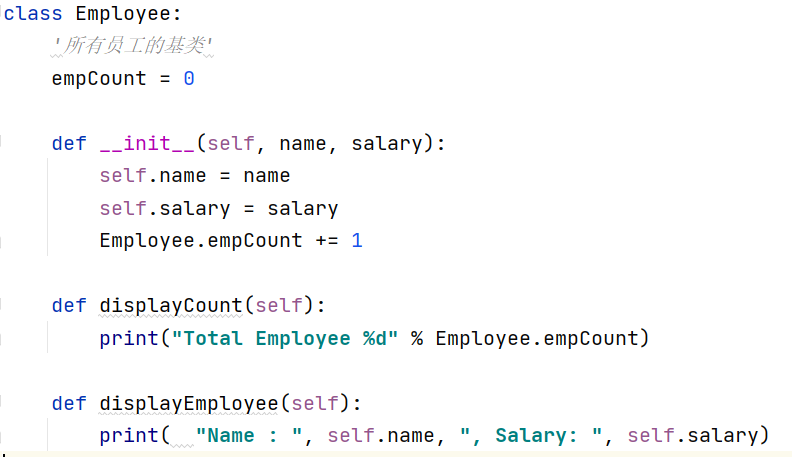 class Employee:
    '所有员工的基类'
    empCount = 0
    def __init__(self, name, salary):
        self.name = name
        self.salary = salary
        Employee.empCount += 1
    def displayCount(self):
        print("Total Employee %d" % Employee.empCount)
    def displayEmployee(self):
        print(  "Name : ", self.name, ", Salary: ", self.salary)